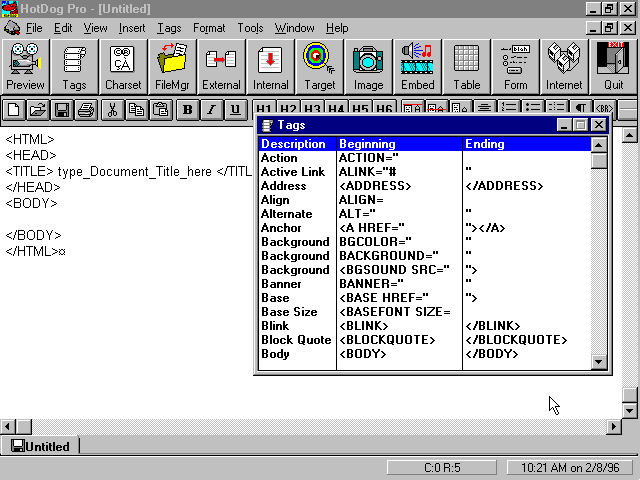 HotDog Pro - [Untitled]
File Edit View Insert Tags Format Tools Window Help
Preview Tags Charset FileMgr External Internal Target Image Embed Table Form Internet Quit
B I U H1 H2 H3 H4 H5 H6
<HTML>
<HEAD>
<TITLE> type_Document_Title_here </TITL
</HEAD>
<BODY>
</BODY>
</HTML>¤
Tags
Description Beginning Ending
Action ACTION="
Active Link ALINK="# "
Address <ADDRESS> </ADDRESS>
Align ALIGN=
Alternate ALT=" "
Anchor <A HREF=" "></A>
Background BGCOLOR=" "
Background BACKGROUND=" "
Background <BGSOUND SRC=" ">
Banner BANNER=" "
Base <BASE HREF=" ">
Base Size <BASEFONT SIZE=
Blink <BLINK> </BLINK>
Block Quote <BLOCKQUOTE> </BLOCKQUOTE>
Body <BODY> </BODY>
Untitled
C:0 R:5 10:21 AM on 2/8/96